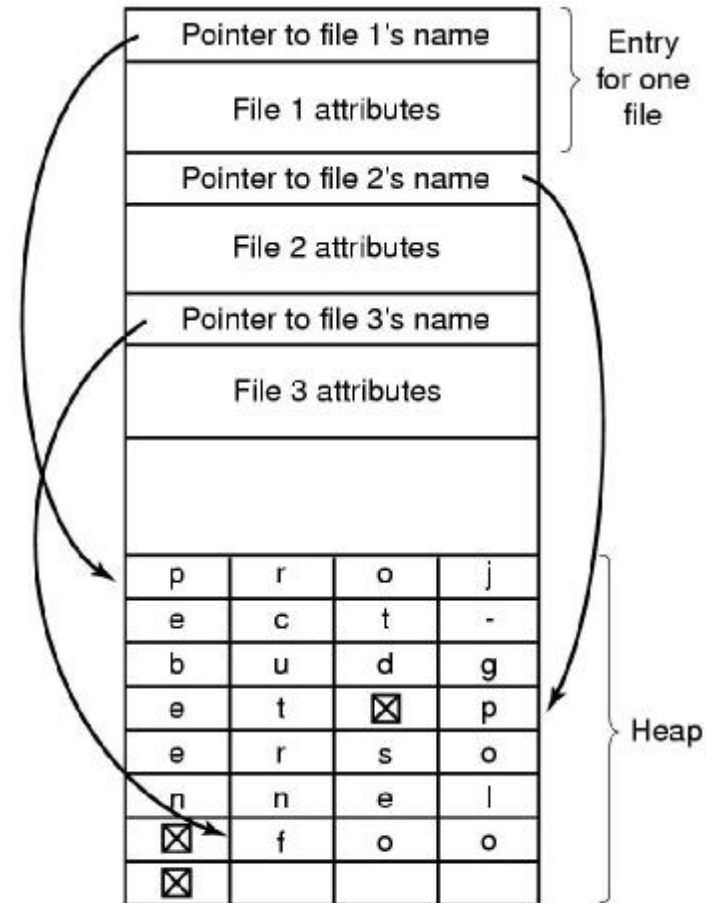 Pointer to file 1's name
File 1 attributes
Entry
for one
file
Pointer to file 2's name
File 2 attributes
Pointer to file 3's name
File 3 attributes
p r o j
e c t -
b u d g
e t ☒ p
e r s o
n n e l
☒ f o o
☒
Heap